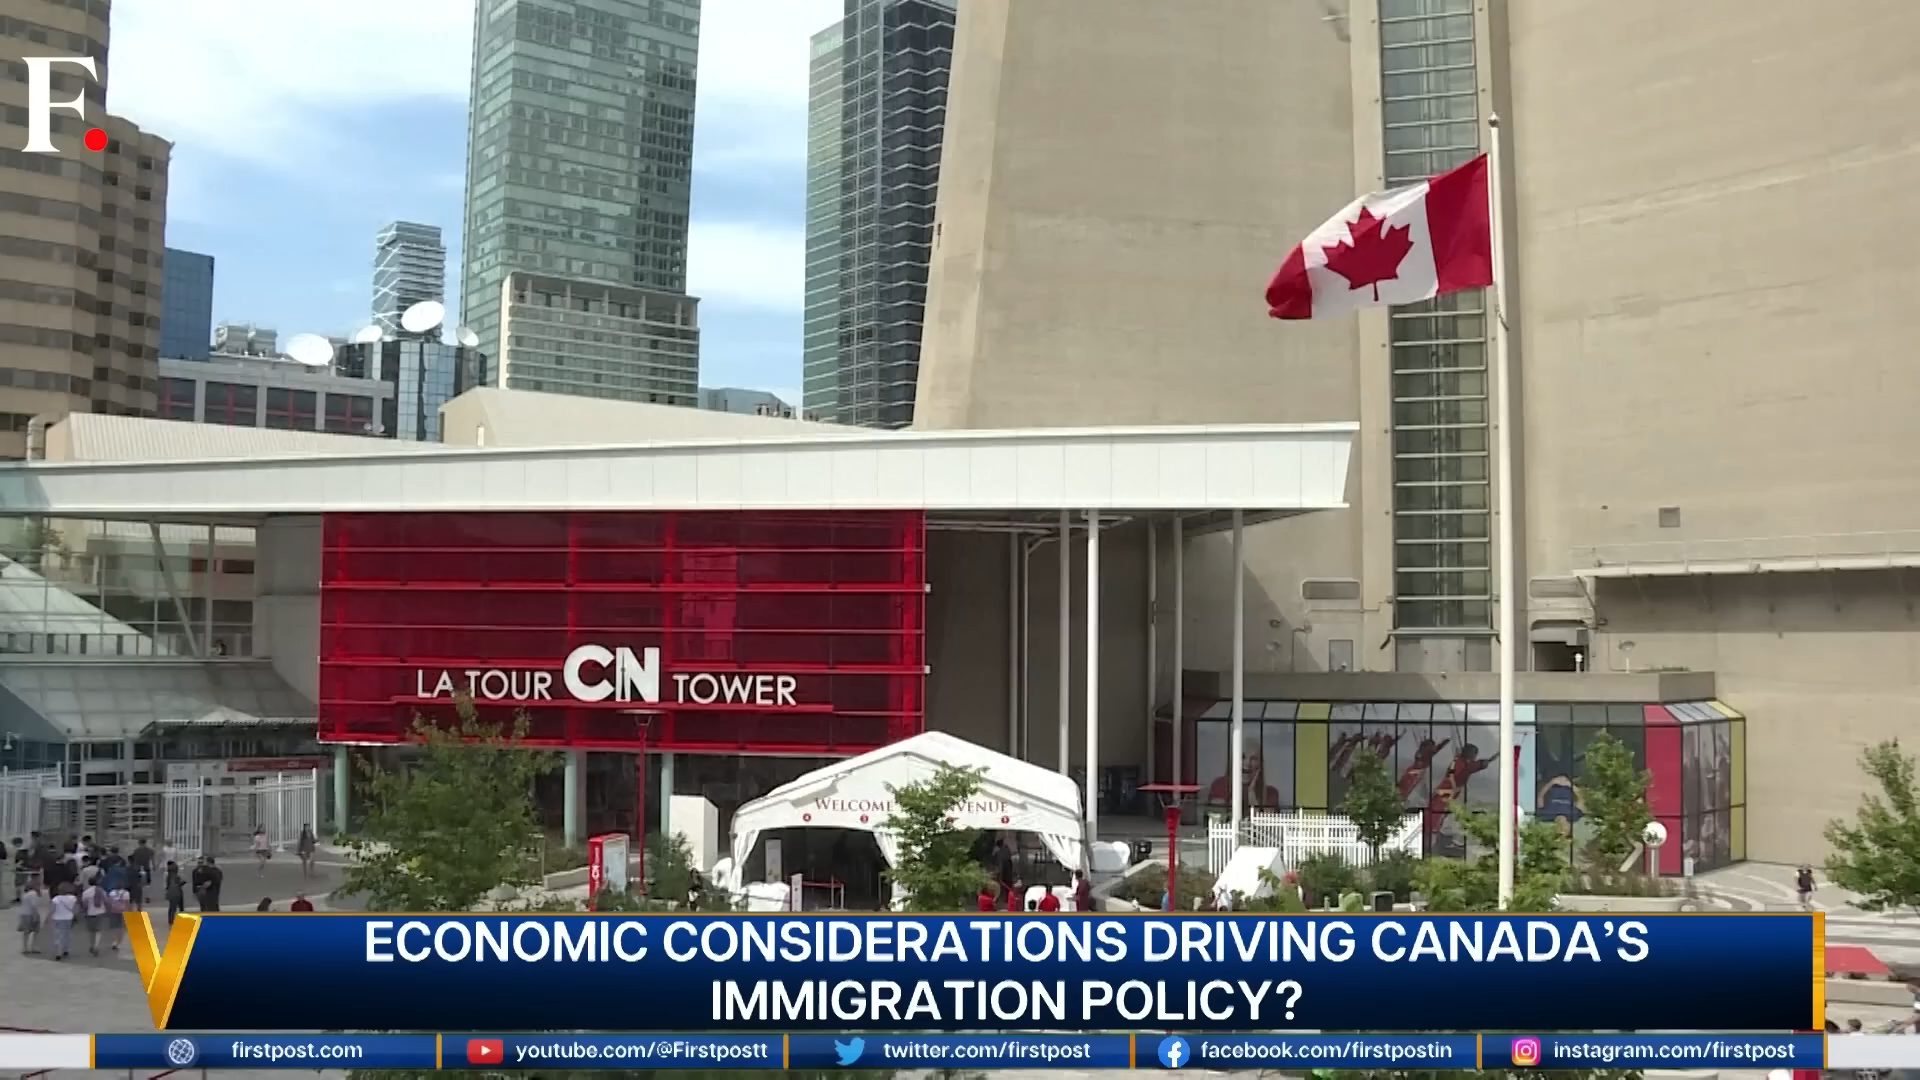 F.
LA TOUR CN TOWER
WELCOME
ECONOMIC CONSIDERATIONS DRIVING CANADA'S
IMMIGRATION POLICY?
firstpost.com
youtube.com/@Firstpostt
twitter.com/firstpost
facebook.com/firstpostin
instagram.com/firstpost